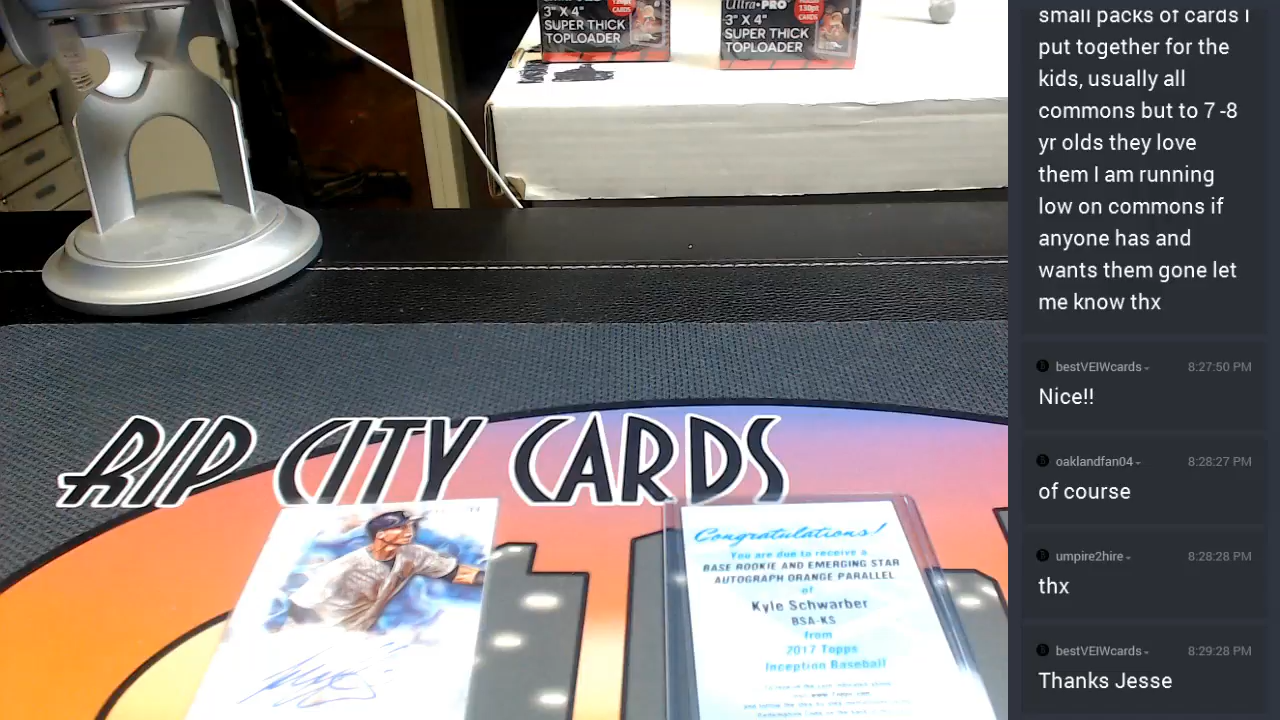 3" X 4"
SUPER THICK
TOPLOADER
130pt
CARDS
Ultra•PRO
3" X 4"
SUPER THICK
TOPLOADER
130pt
CARDS
RIP CITY CARDS
Congratulations!
You are due to receive a
BASE ROOKIE AND EMERGING STAR
AUTOGRAPH ORANGE PARALLEL
of
Kyle Schwarber
BSA-KS
from
2017 Topps
Inception Baseball
small packs of cards I
put together for the
kids, usually all
commons but to 7 -8
yr olds they love
them I am running
low on commons if
anyone has and
wants them gone let
me know thx
bestVEIWcards
8:27:50 PM
Nice!!
oaklandfan04
8:28:27 PM
of course
umpire2hire
8:28:28 PM
thx
bestVEIWcards
8:29:28 PM
Thanks Jesse